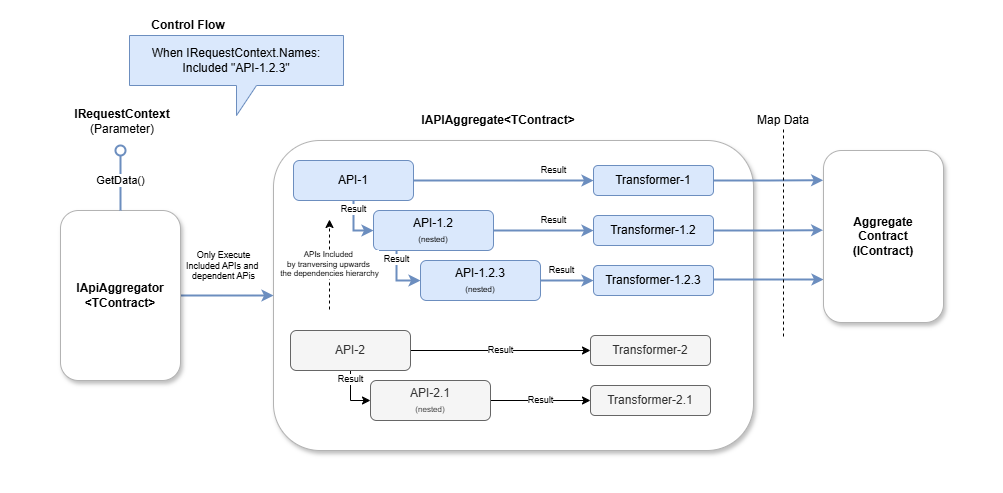 Control Flow
When IRequestContext.Names:
Included "API-1.2.3"
IRequestContext
(Parameter)
GetData()
IApiAggregator
<TContract>
Only Execute
Included APIs and
dependent APIs
IAPIAggregate<TContract>
API-1
Result
Transformer-1
Result
API-1.2
(nested)
Result
Transformer-1.2
APIs Included
by tranversing upwards
the dependencies hierarchy
Result
API-1.2.3
(nested)
Result
Transformer-1.2.3
API-2
Result
Transformer-2
Result
API-2.1
(nested)
Result
Transformer-2.1
Map Data
Aggregate
Contract
(IContract)